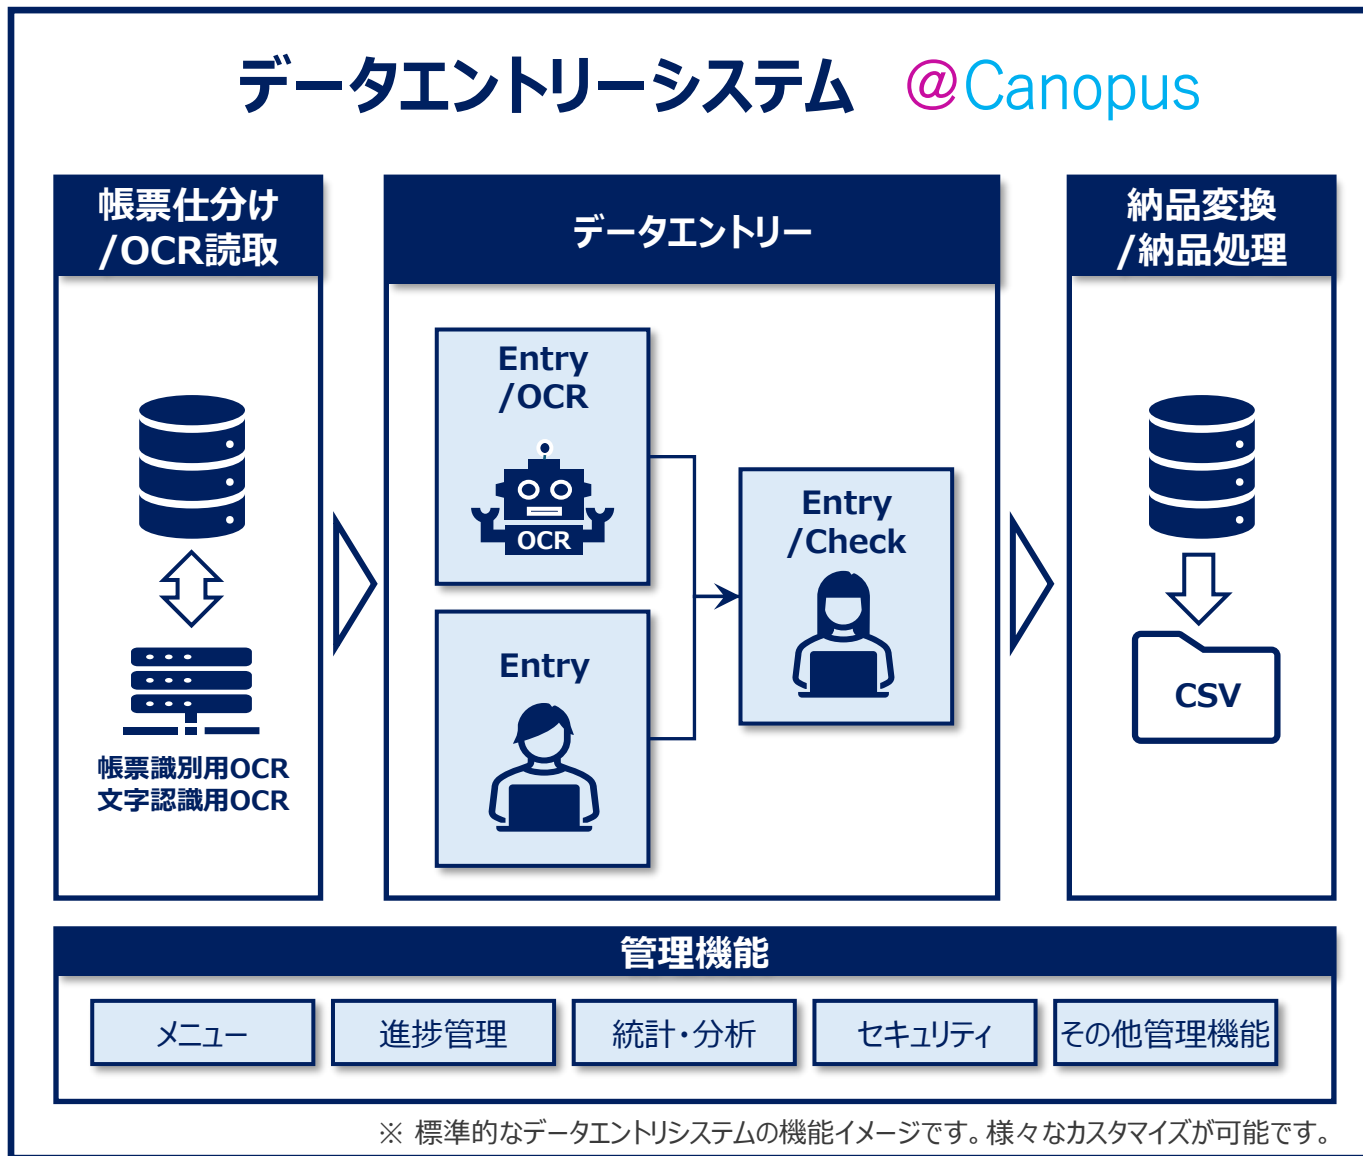 データエントリーシステム @Canopus
帳票仕分け
/OCR読取
帳票識別用OCR
文字認識用OCR
データエントリー
Entry
/OCR
OCR
Entry
Entry
/Check
納品変換
/納品処理
CSV
管理機能
メニュー
進捗管理
統計・分析
セキュリティ
その他管理機能
※ 標準的なデータエントリシステムの機能イメージです。様々なカスタマイズが可能です。